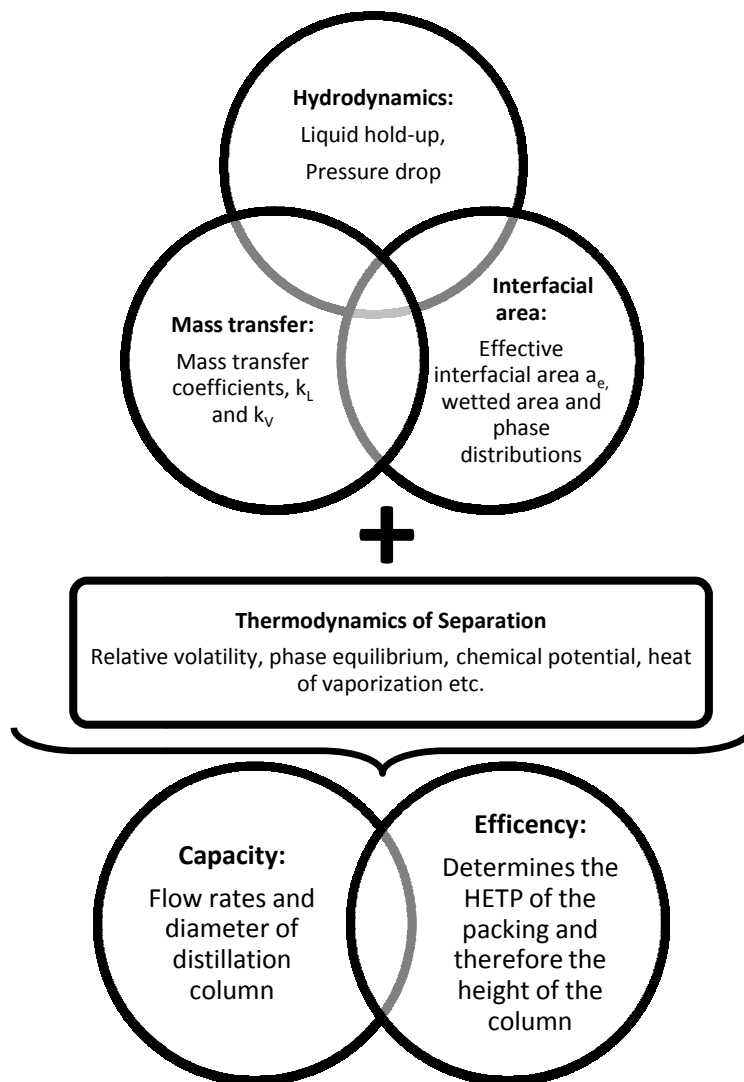 Hydrodynamics:
Liquid hold-up,
Pressure drop
Mass transfer:
Mass transfer
coefficients, kL
and kV
Interfacial
area:
Effective
interfacial area ae,
wetted area and
phase
distributions
+
Thermodynamics of Separation
Relative volatility, phase equilibrium, chemical potential, heat
of vaporization etc.
Capacity:
Flow rates and
diameter of
distillation
column
Efficency:
Determines the
HETP of the
packing and
therefore the
height of the
column